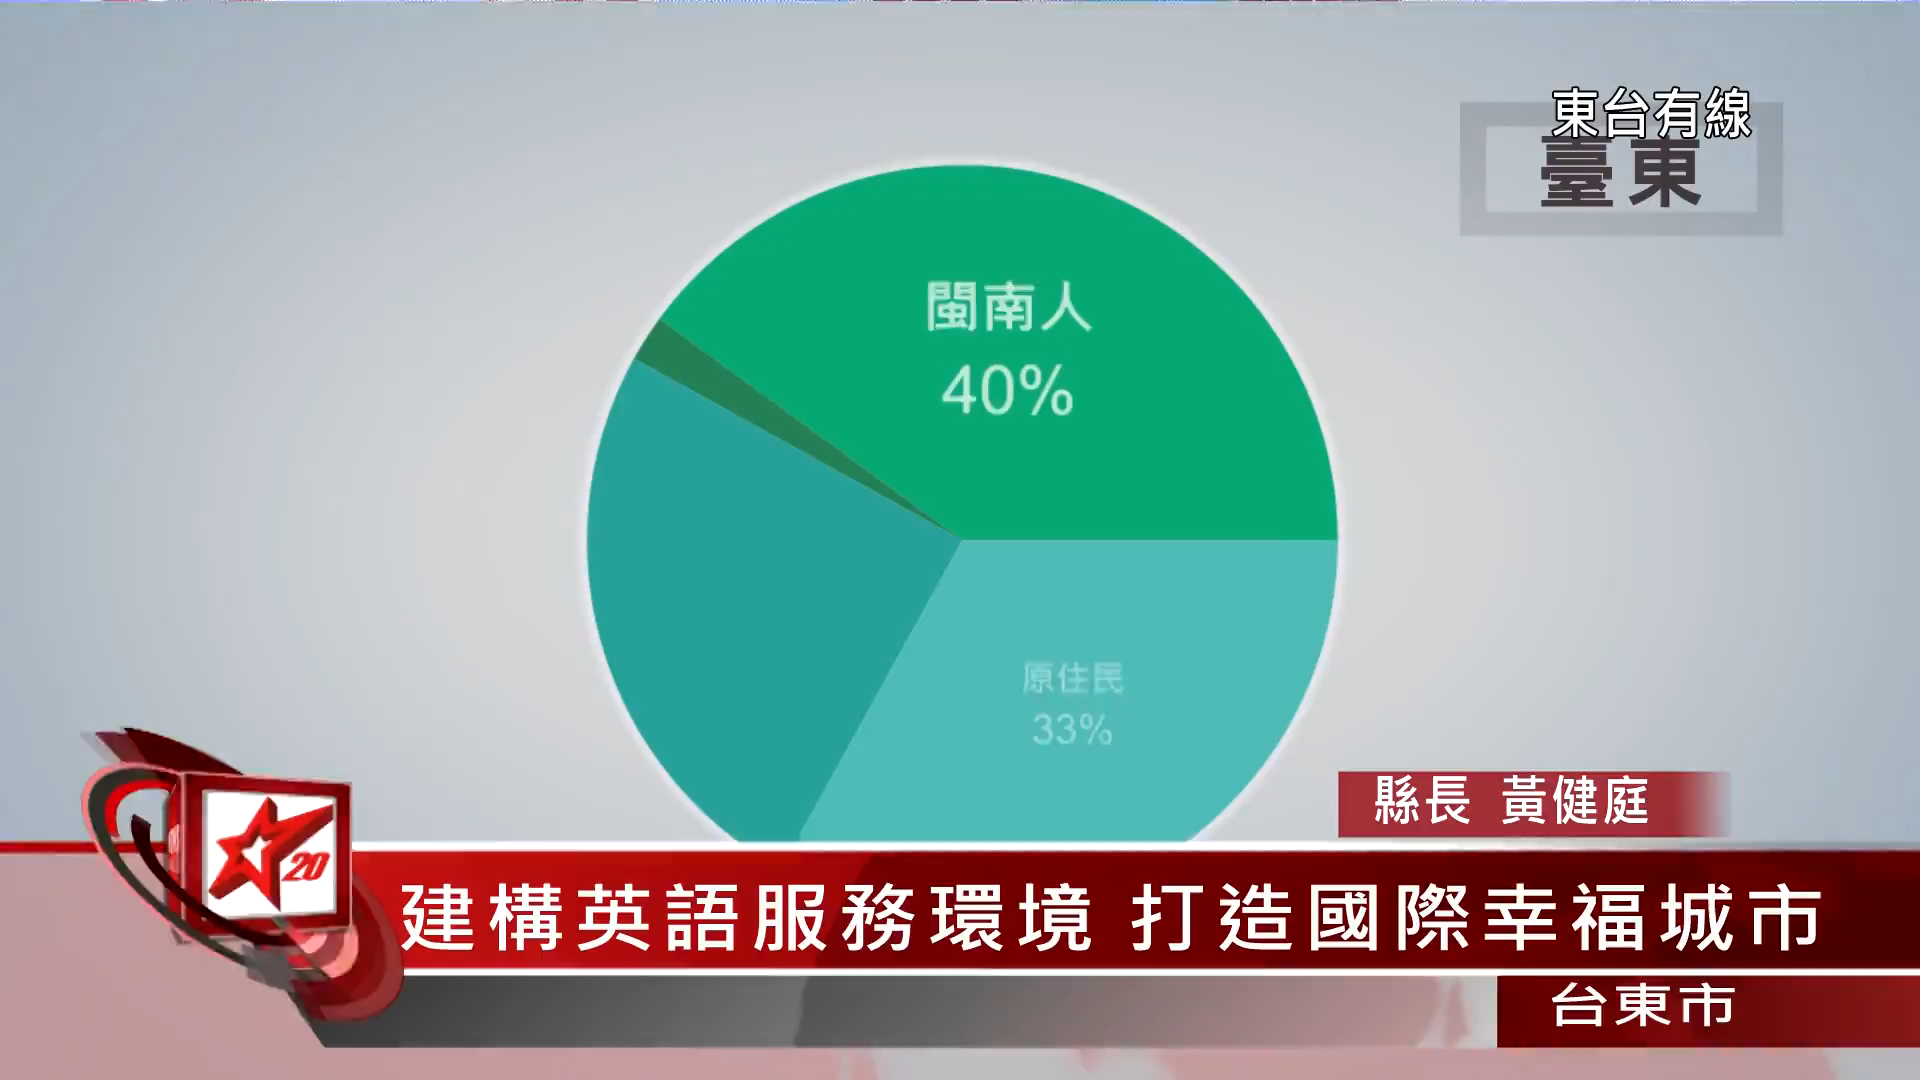 東台有線
臺東
閩南人
40%
原住民
33%
縣長 黃健庭
20
建構英語服務環境 打造國際幸福城市
台東市